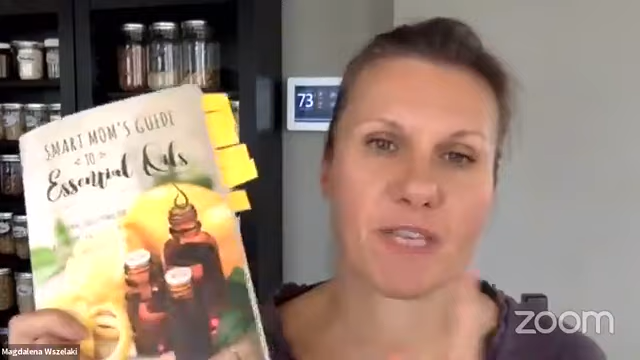 SMART MOM'S GUIDE
TO
Essential Oils
73
Magdalena Wszelaki
zoom